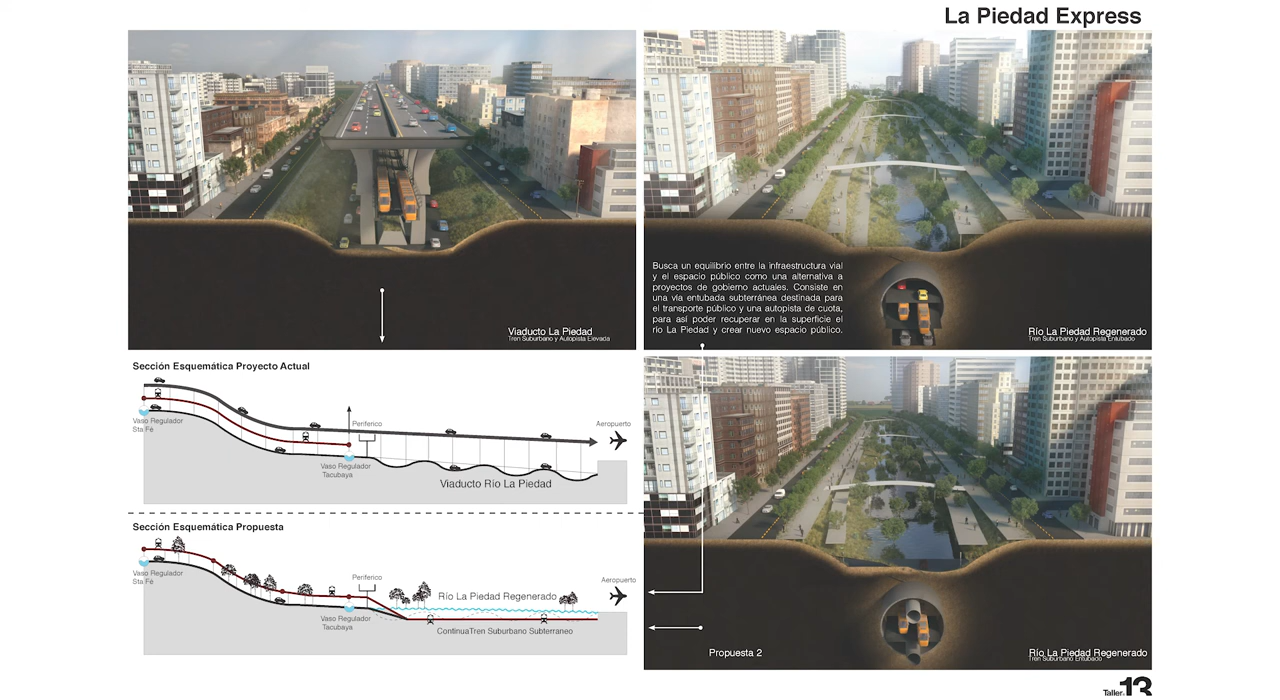 La Piedad Express
Viaducto La Piedad
Tren Suburbano y Autopista Elevada
Busca un equilibrio entre la infraestructura vial
y el espacio público como una alternativa a
proyectos de gobierno actuales. Consiste en
una vía entubada subterránea destinada para
el transporte público y una autopista de cuota,
para así poder recuperar en la superficie el
río La Piedad y crear nuevo espacio público.
Río La Piedad Regenerado
Tren Suburbano y Autopista Entubado
Sección Esquemática Proyecto Actual
Vaso Regulador
Sta Fé
Periferico
Aeropuerto
Vaso Regulador
Tacubaya
Viaducto Río La Piedad
Sección Esquemática Propuesta
Vaso Regulador
Sta Fé
Periferico
Aeropuerto
Río La Piedad Regenerado
Vaso Regulador
Tacubaya
ContinuaTren Suburbano Subterraneo
Propuesta 2
Río La Piedad Regenerado
Tren Suburbano Entubado
Taller 13